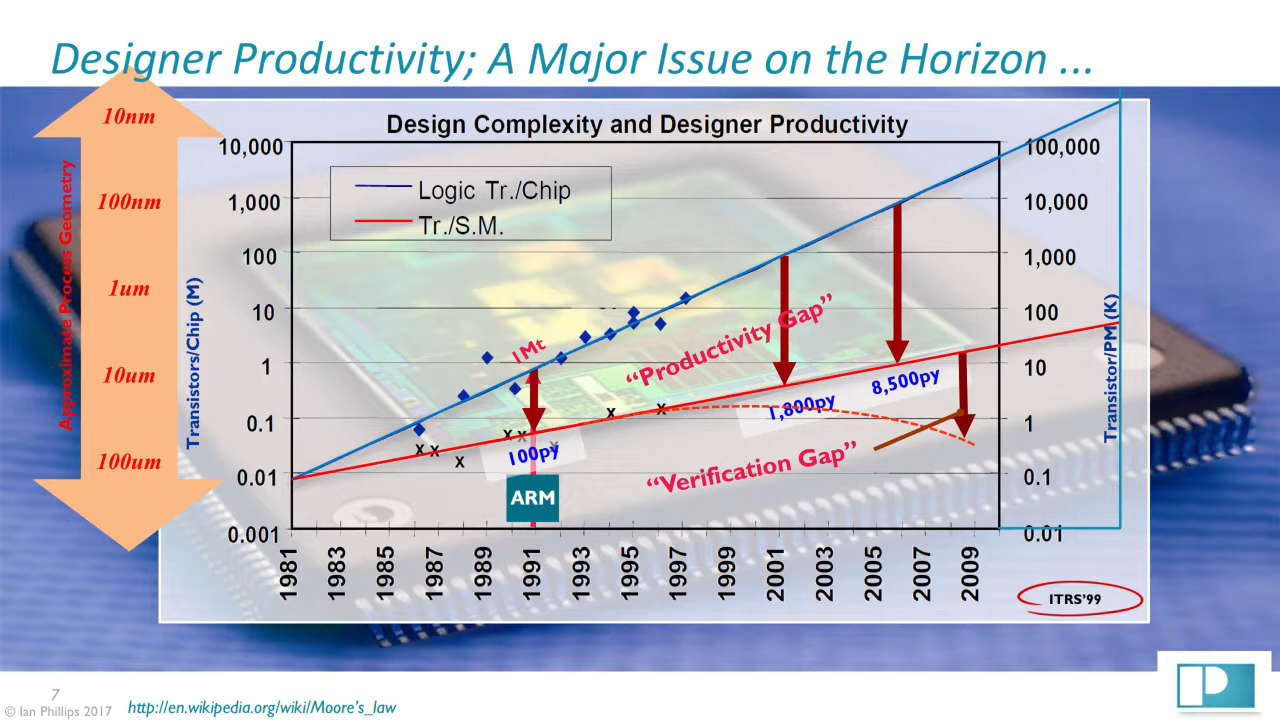 Designer Productivity; A Major Issue on the Horizon ...
10nm
100nm
1um
10um
100um
Approximate Process Geometry
Design Complexity and Designer Productivity
Transistors/Chip (M)
10,000
1,000
100
10
1
0.1
0.01
0.001
Logic Tr./Chip
Tr./S.M.
1Mt
"Productivity Gap"
100py
1,800py
8,500py
"Verification Gap"
ARM
x
x
x
x
x
x
x
x
100,000
10,000
1,000
100
10
1
0.1
0.01
Transistor/PM (K)
1981
1983
1985
1987
1989
1991
1993
1995
1997
1999
2001
2003
2005
2007
2009
ITRS'99
7
© Ian Phillips 2017
http://en.wikipedia.org/wiki/Moore's_law
P